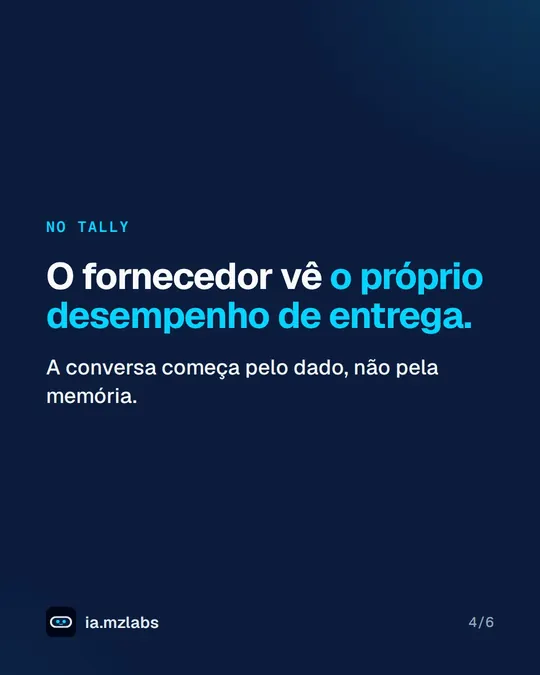 NO TALLY
O fornecedor vê o próprio
desempenho de entrega.
A conversa começa pelo dado, não pela
memória.
ia.mzlabs
4/6